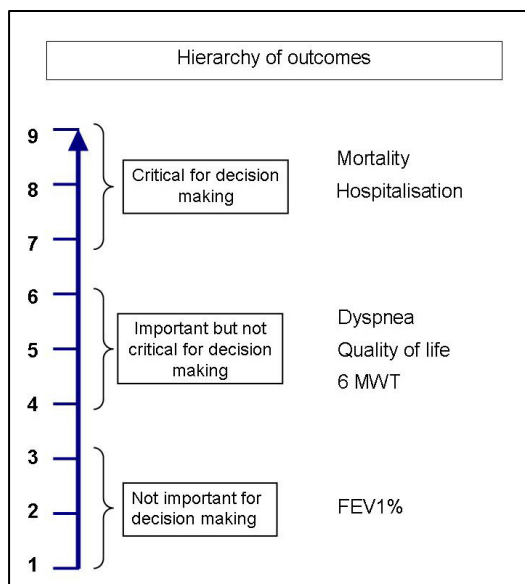 Hierarchy of outcomes
9
8
7
Critical for decision
making
Mortality
Hospitalisation
6
5
4
Important but not
critical for decision
making
Dyspnea
Quality of life
6 MWT
3
2
1
Not important for
decision making
FEV1%